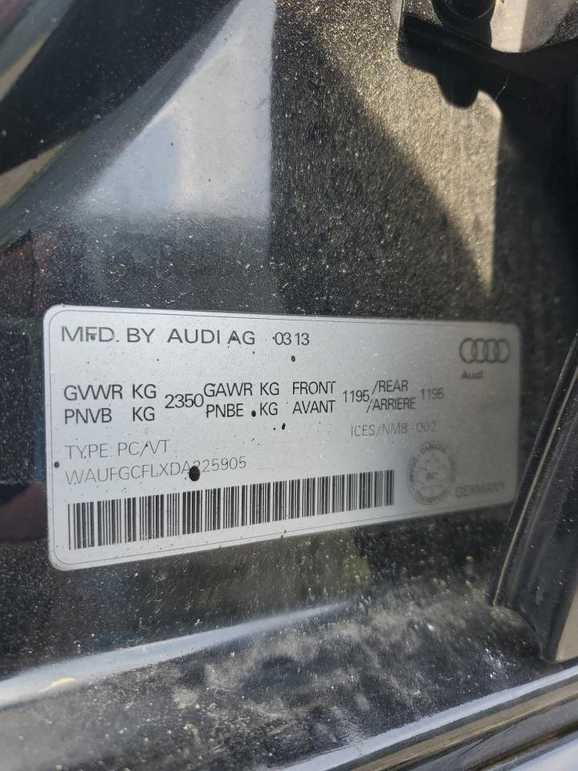 MFD. BY AUDI AG 03 13
Audi
GVWR KG 2350 GAWR KG FRONT 1195 /REAR 1195
PNVB KG PNBE KG AVANT /ARRIERE
TYPE PC/VT ICES/NMB-002
WAUFGCFLXDA225905
GERMANY